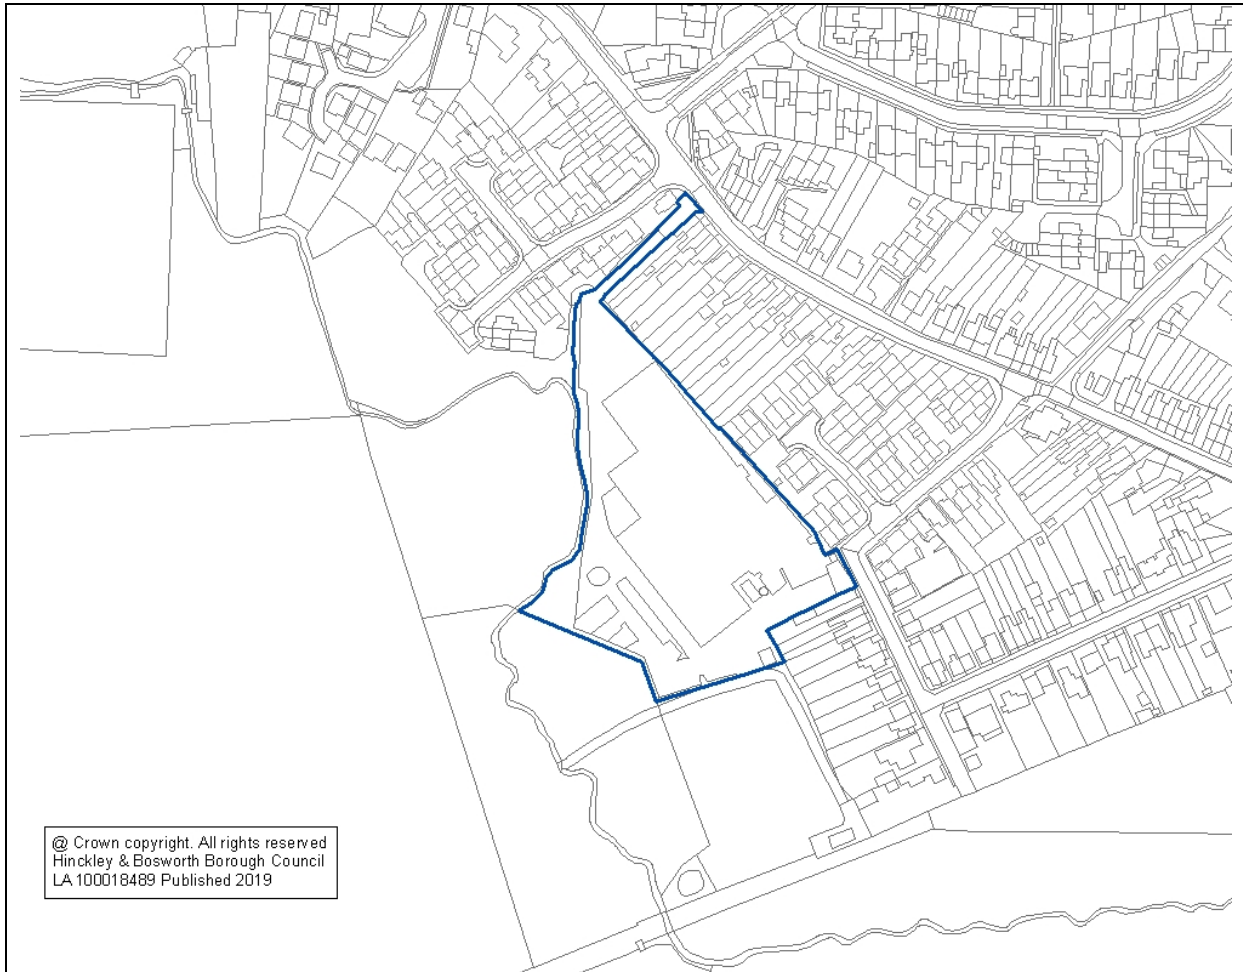 @ Crown copyright. All rights reserved
Hinckley & Bosworth Borough Council
LA 100018489 Published 2019